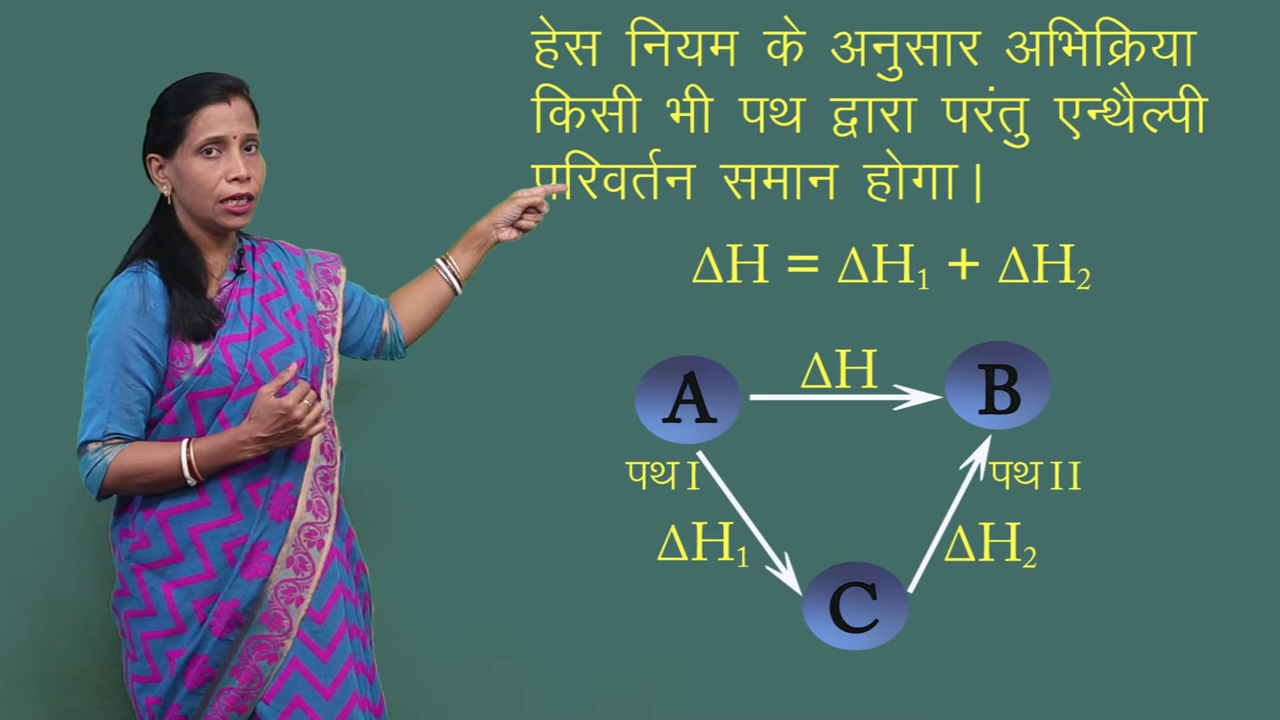 हेस नियम के अनुसार अभिक्रिया
किसी भी पथ द्वारा परंतु एन्थैल्पी
परिवर्तन समान होगा।
ΔH = ΔH₁ + ΔH₂
ΔH
A
B
पथ I
पथ II
ΔH₁
ΔH₂
C